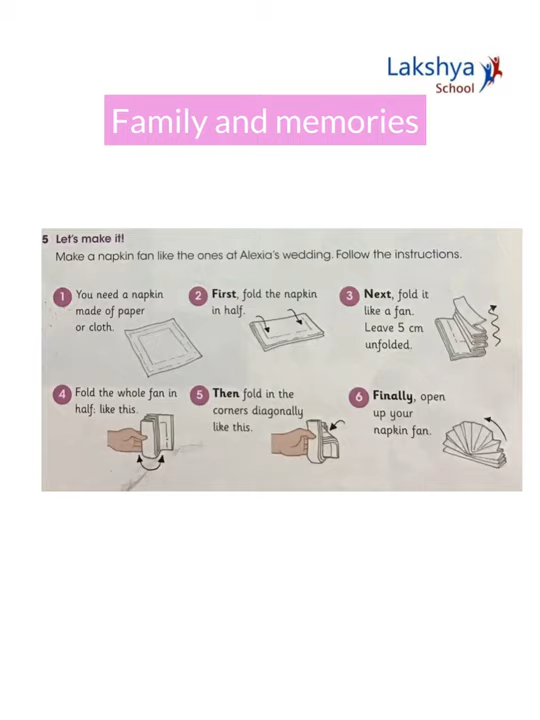 Lakshya
School
Family and memories
5 Let's make it!
Make a napkin fan like the ones at Alexia's wedding. Follow the instructions.
1 You need a napkin
made of paper
or cloth.
2 First, fold the napkin
in half.
3 Next, fold it
like a fan.
Leave 5 cm
unfolded.
4 Fold the whole fan in
half: like this.
5 Then fold in the
corners diagonally
like this.
6 Finally, open
up your
napkin fan.